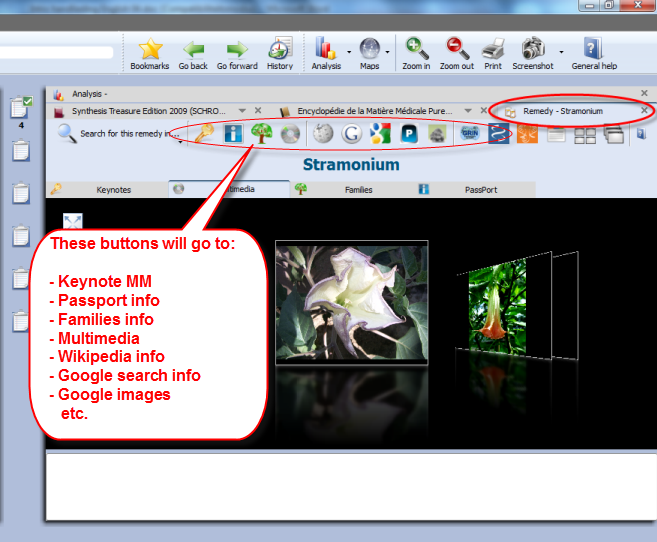 Bookmarks Go back Go forward History Analysis Maps Zoom in Zoom out Print Screenshot General help
Analysis -
4
Synthesis Treasure Edition 2009 (SCHRO... Encyclopédie de la Matière Médicale Pure... Remedy - Stramonium
Search for this remedy in...
W G P GRIN
Stramonium
Keynotes timedia Families PassPort
These buttons will go to:
- Keynote MM
- Passport info
- Families info
- Multimedia
- Wikipedia info
- Google search info
- Google images
etc.